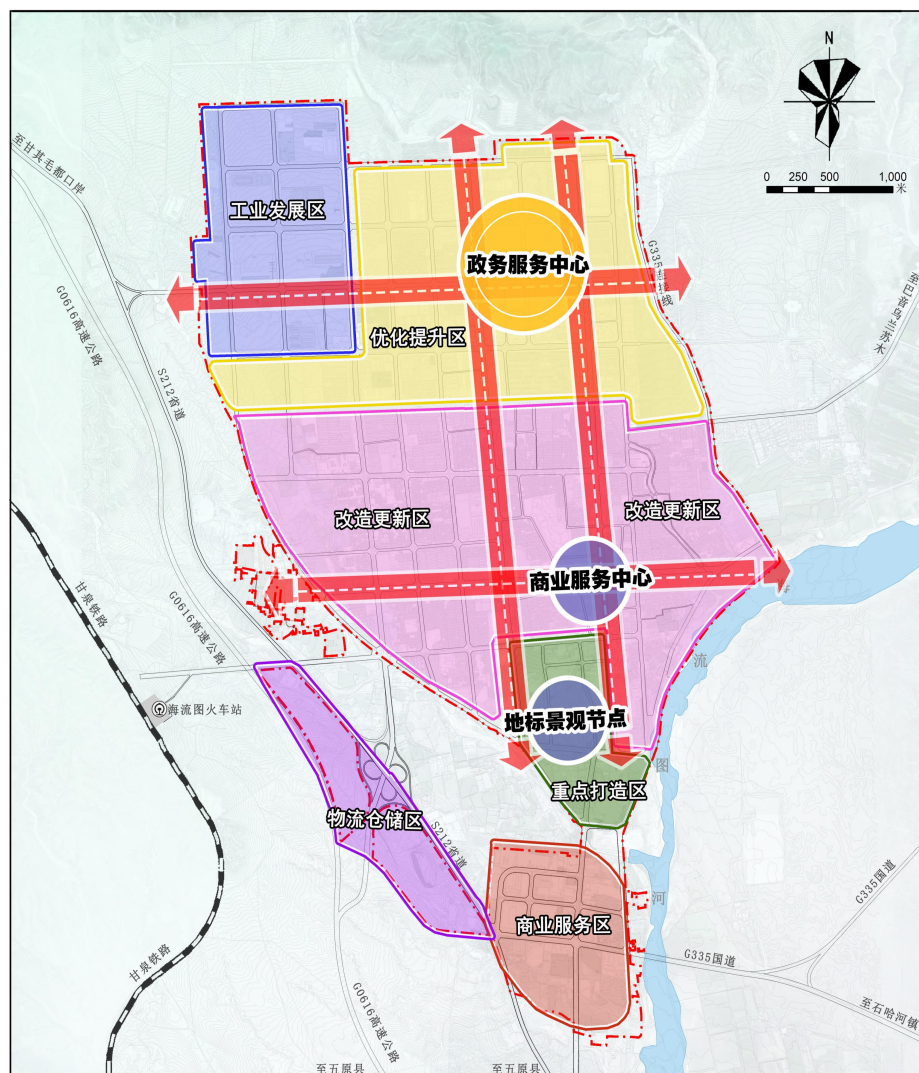 N
0 250 500 1,000
米
至甘其毛都口岸
工业发展区
政务服务中心
G335连接线
至巴音乌兰苏木
G0616高速公路
优化提升区
S212省道
改造更新区
改造更新区
商业服务中心
海
甘泉铁路
G0616高速公路
流
海流图火车站
地标景观节点
图
重点打造区
物流仓储区
S212省道
河
商业服务区
G335国道
G335国道
甘泉铁路
G0616高速公路
至石哈河镇
至五原县
至五原县